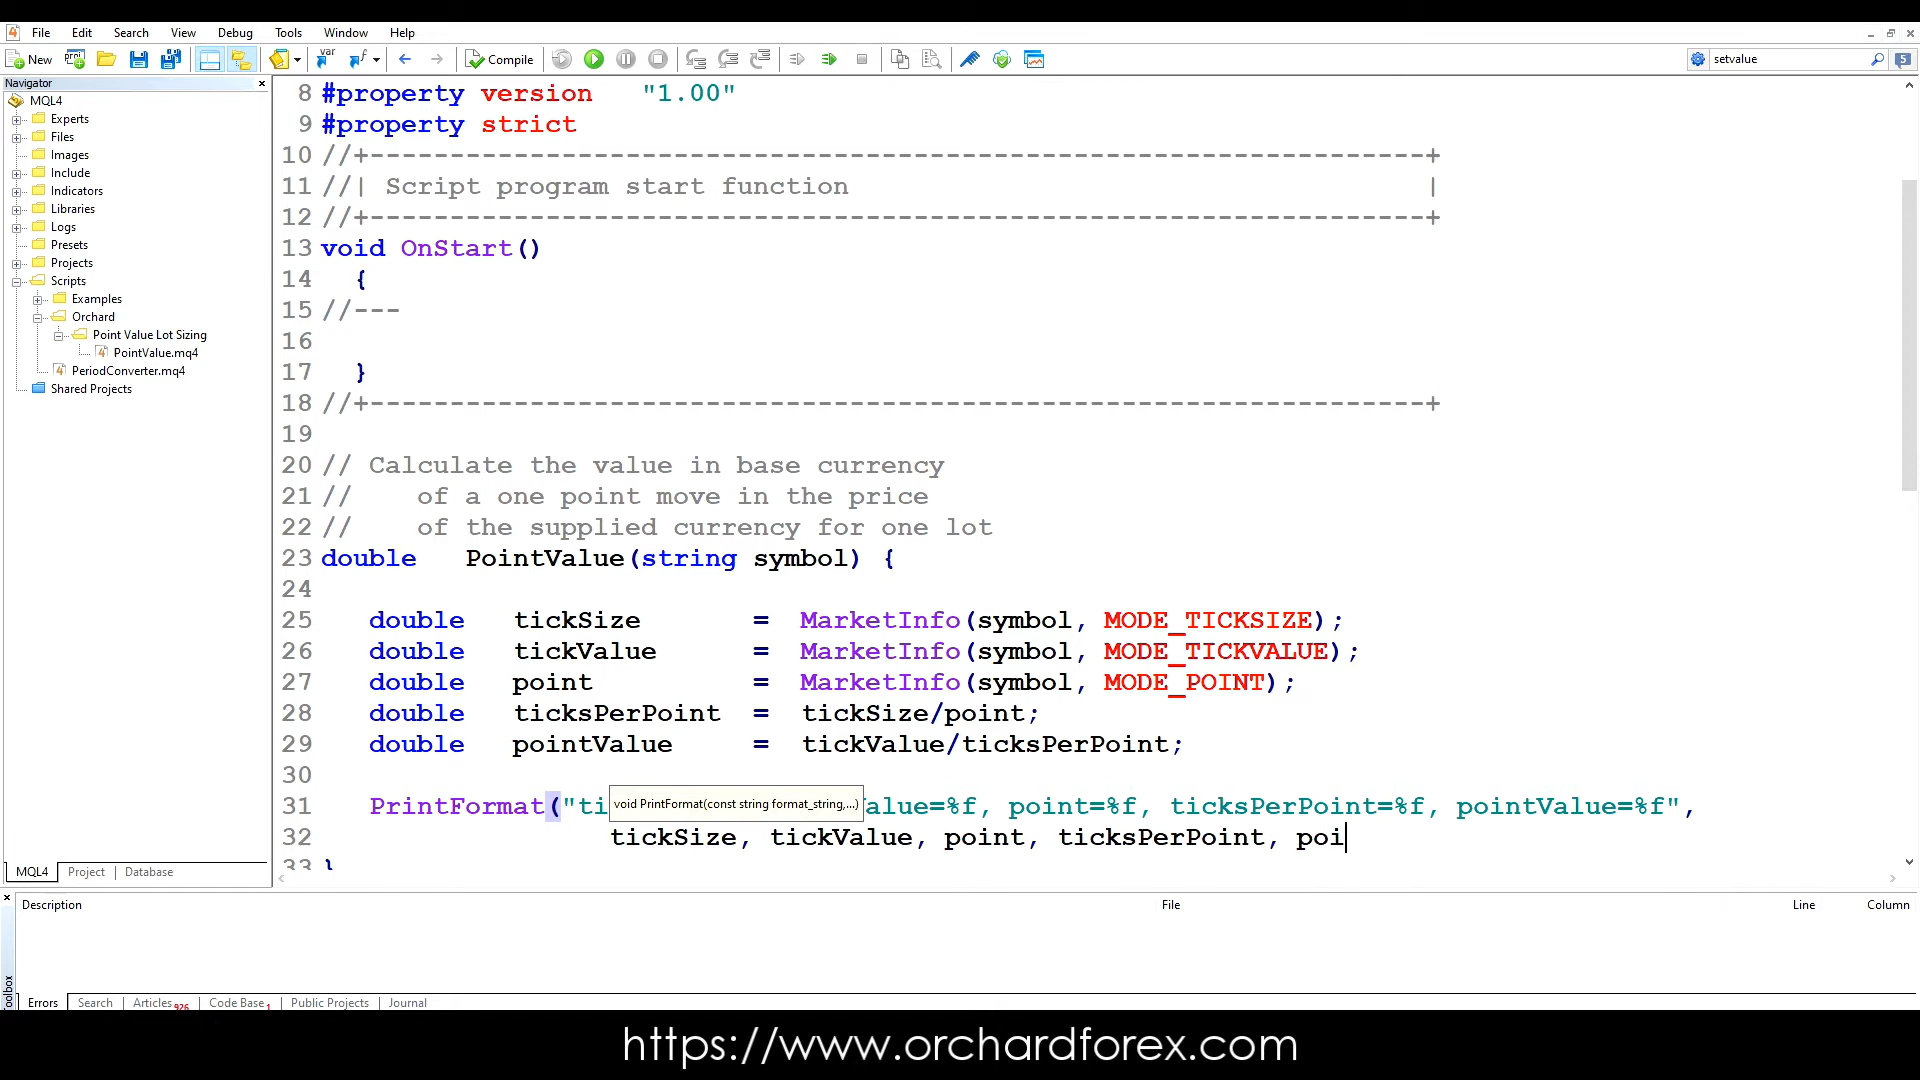 File Edit Search View Debug Tools Window Help
New Compile setvalue 5
Navigator
MQL4
Experts
Files
Images
Include
Indicators
Libraries
Logs
Presets
Projects
Scripts
Examples
Orchard
Point Value Lot Sizing
PointValue.mq4
PeriodConverter.mq4
Shared Projects
MQL4 Project Database
8 #property version "1.00"
9 #property strict
10 //+------------------------------------------------------------------+
11 //| Script program start function |
12 //+------------------------------------------------------------------+
13 void OnStart()
14 {
15 //---
16
17 }
18 //+------------------------------------------------------------------+
19
20 // Calculate the value in base currency
21 // of a one point move in the price
22 // of the supplied currency for one lot
23 double PointValue(string symbol) {
24
25 double tickSize = MarketInfo(symbol, MODE_TICKSIZE);
26 double tickValue = MarketInfo(symbol, MODE_TICKVALUE);
27 double point = MarketInfo(symbol, MODE_POINT);
28 double ticksPerPoint = tickSize/point;
29 double pointValue = tickValue/ticksPerPoint;
30
void PrintFormat(const string format_string,...)
31 PrintFormat("ti alue=%f, point=%f, ticksPerPoint=%f, pointValue=%f",
32 tickSize, tickValue, point, ticksPerPoint, poi
33 }
Description File Line Column
Errors Search Articles 926 Code Base 1 Public Projects Journal
https://www.orchardforex.com